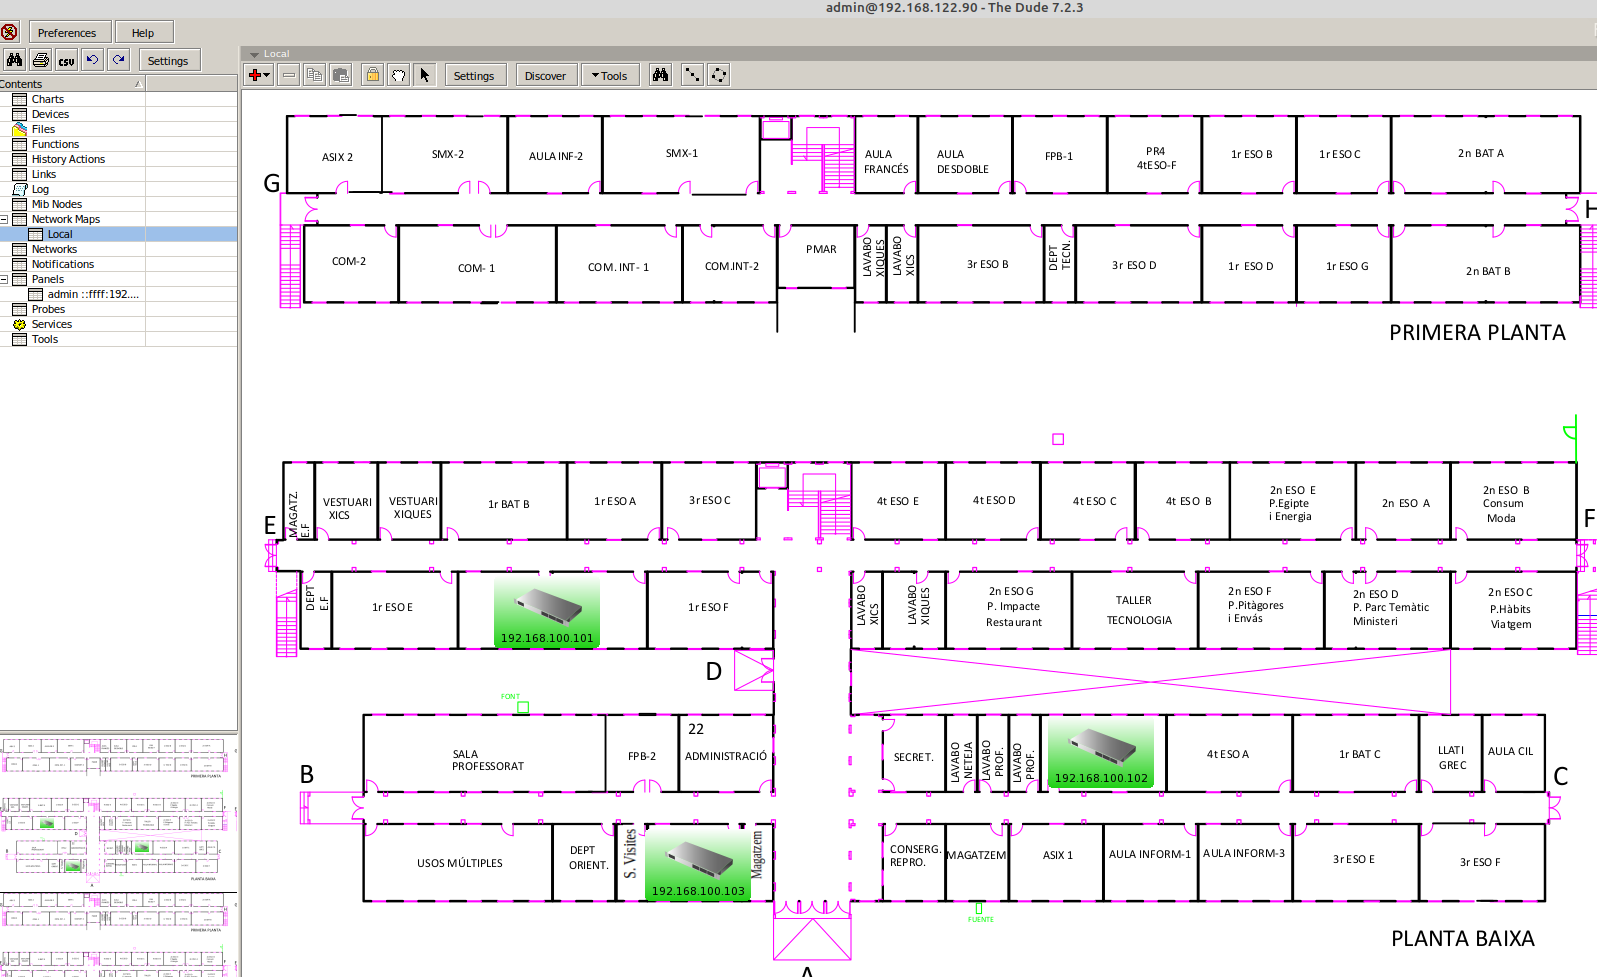 admin@192.168.122.90 - The Dude 7.2.3
Preferences
Help
csv
Settings
Contents
Charts
Devices
Files
Functions
History Actions
Links
Log
Mib Nodes
Network Maps
Local
Networks
Notifications
Panels
admin ::ffff:192....
Probes
Services
Tools
Local
Settings
Discover
Tools
G
ASIX 2
SMX-2
AULA INF-2
SMX-1
AULA
FRANCÉS
AULA
DESDOBLE
FPB-1
PR4
4tESO-F
1r ESO B
1r ESO C
2n BAT A
H
COM-2
COM- 1
COM. INT- 1
COM.INT-2
PMAR
LAVABO
XIQUES
LAVABO
XICS
3r ESO B
DEPT
TECN.
3r ESO D
1r ESO D
1r ESO G
2n BAT B
PRIMERA PLANTA
E
MAGATZ.
E.F
VESTUARI
XICS
VESTUARI
XIQUES
1r BAT B
1r ESO A
3r ESO C
4t ESO E
4t ESO D
4t ESO C
4t ESO B
2n ESO E
P.Egipte
i Energia
2n ESO A
2n ESO B
Consum
Moda
F
DEPT
E.F
1r ESO E
192.168.100.101
1r ESO F
LAVABO
XICS
LAVABO
XIQUES
2n ESO G
P. Impacte
Restaurant
TALLER
TECNOLOGIA
2n ESO F
P.Pitàgores
i Envás
2n ESO D
P. Parc Temàtic
Ministeri
2n ESO C
P.Hàbits
Viatgem
D
FONT
B
SALA
PROFESSORAT
FPB-2
22
ADMINISTRACIÓ
SECRET.
LAVABO
NETEJA
LAVABO
PROF.
LAVABO
PROF.
192.168.100.102
4t ESO A
1r BAT C
LLATI
GREC
AULA CIL
C
USOS MÚLTIPLES
DEPT
ORIENT.
S. Visites
192.168.100.103
Magatzem
CONSERG.
REPRO.
MAGATZEM
ASIX 1
AULA INFORM-1
AULA INFORM-3
3r ESO E
3r ESO F
FUENTE
PLANTA BAIXA
A